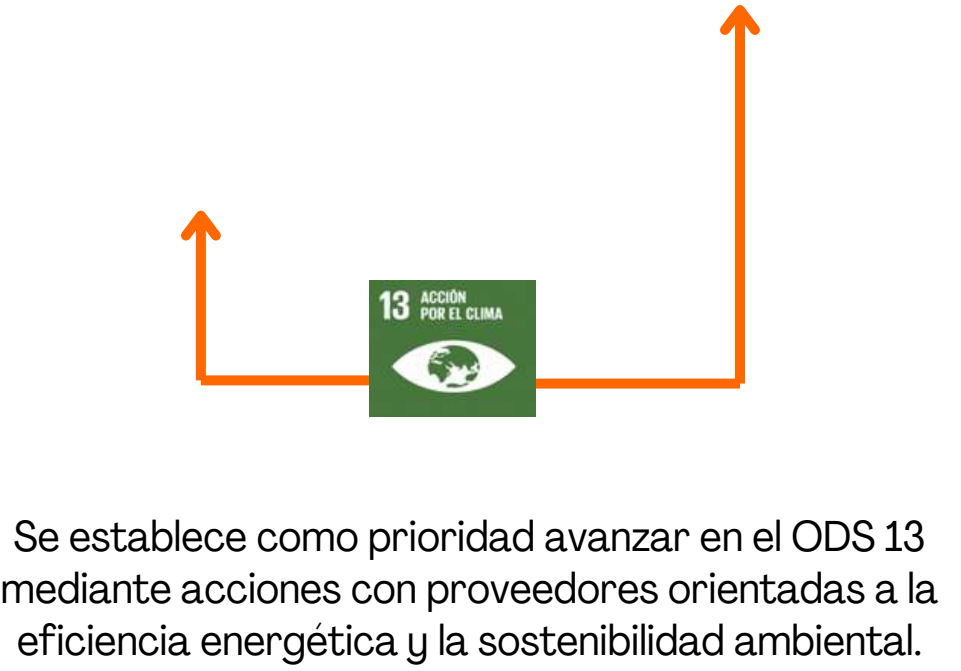 13 ACCIÓN
POR EL CLIMA
Se establece como prioridad avanzar en el ODS 13
mediante acciones con proveedores orientadas a la
eficiencia energética y la sostenibilidad ambiental.